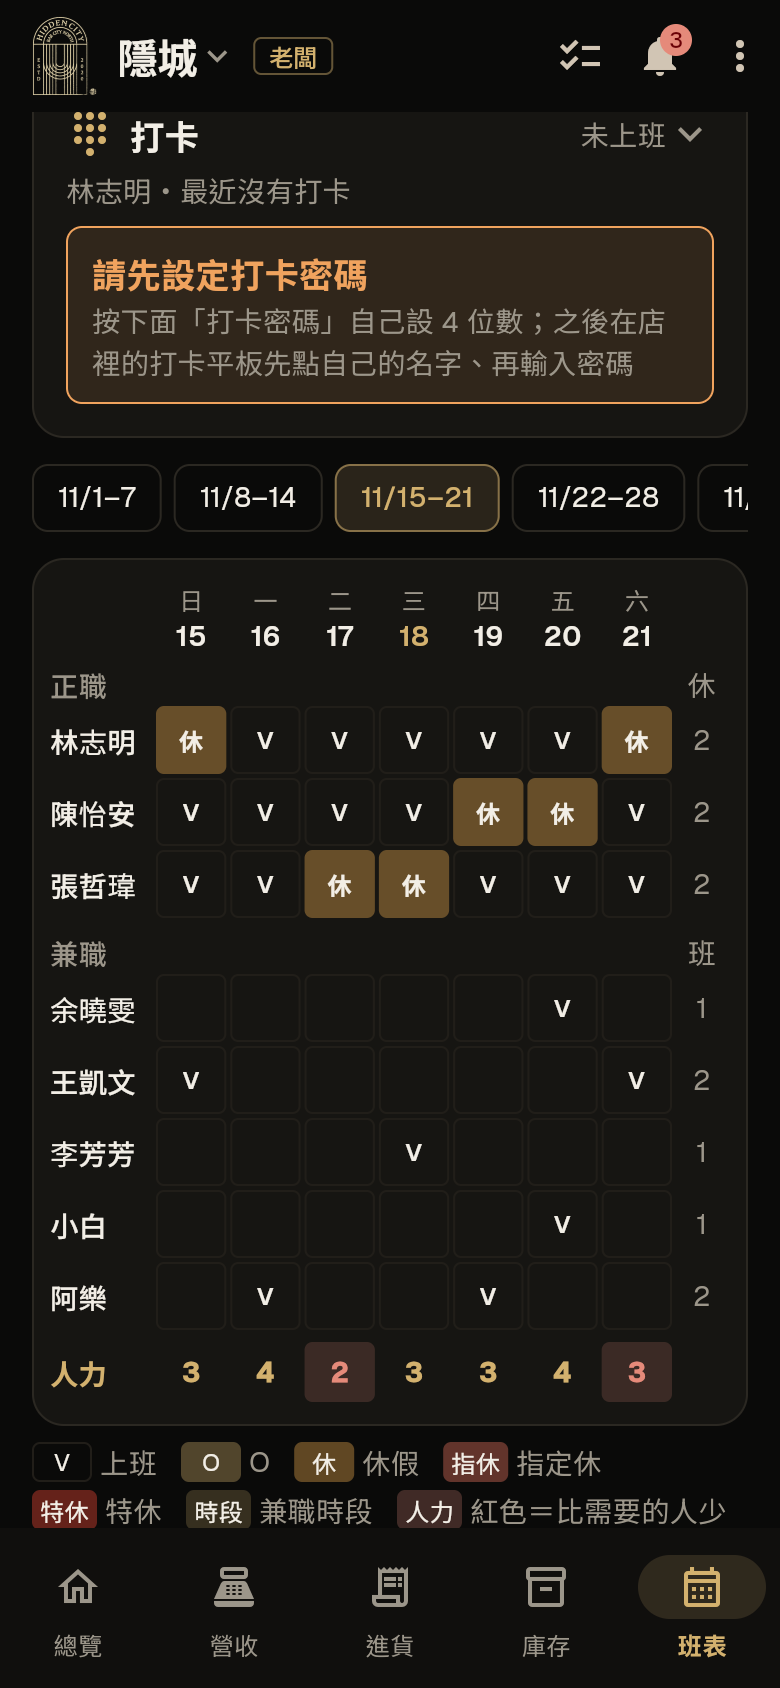 HIDDENCITY
隱城 老闆 3
打卡 未上班
林志明・最近沒有打卡
請先設定打卡密碼
按下面「打卡密碼」自己設 4 位數；之後在店
裡的打卡平板先點自己的名字、再輸入密碼
11/1–7 11/8–14 11/15–21 11/22–28 11/
日 一 二 三 四 五 六
15 16 17 18 19 20 21
正職 休
林志明 休 V V V V V 休 2
陳怡安 V V V V 休 休 V 2
張哲瑋 V V 休 休 V V V 2
兼職 班
余曉雯 V 1
王凱文 V V 2
李芳芳 V 1
小白 V 1
阿樂 V V 2
人力 3 4 2 3 3 4 3
V 上班 O O 休 休假 指休 指定休
特休 特休 時段 兼職時段 人力 紅色＝比需要的人少
總覽 營收 進貨 庫存 班表